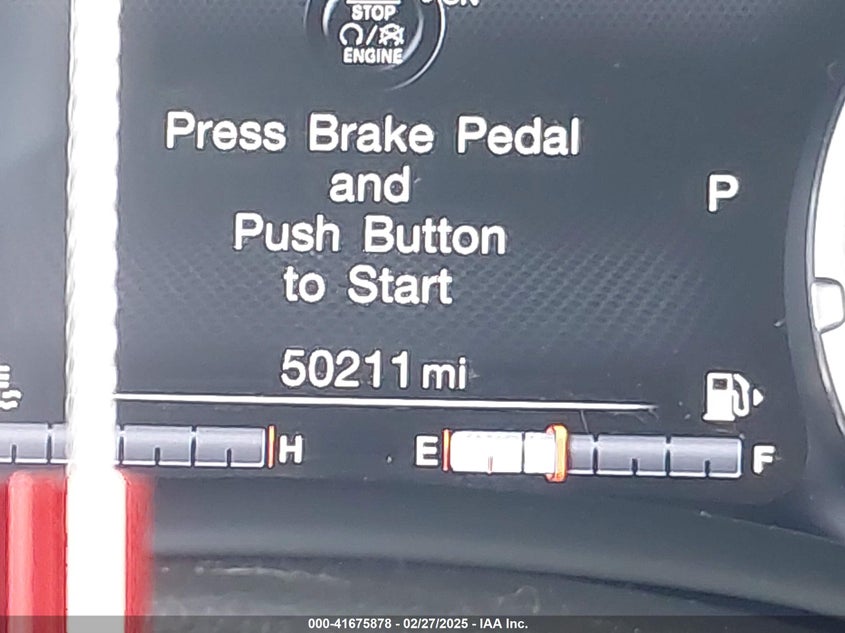 STOP
ENGINE
Press Brake Pedal
and
P
Push Button
to Start
50211 mi
H
E
F
000-41675878 - 02/27/2025 - IAA Inc.